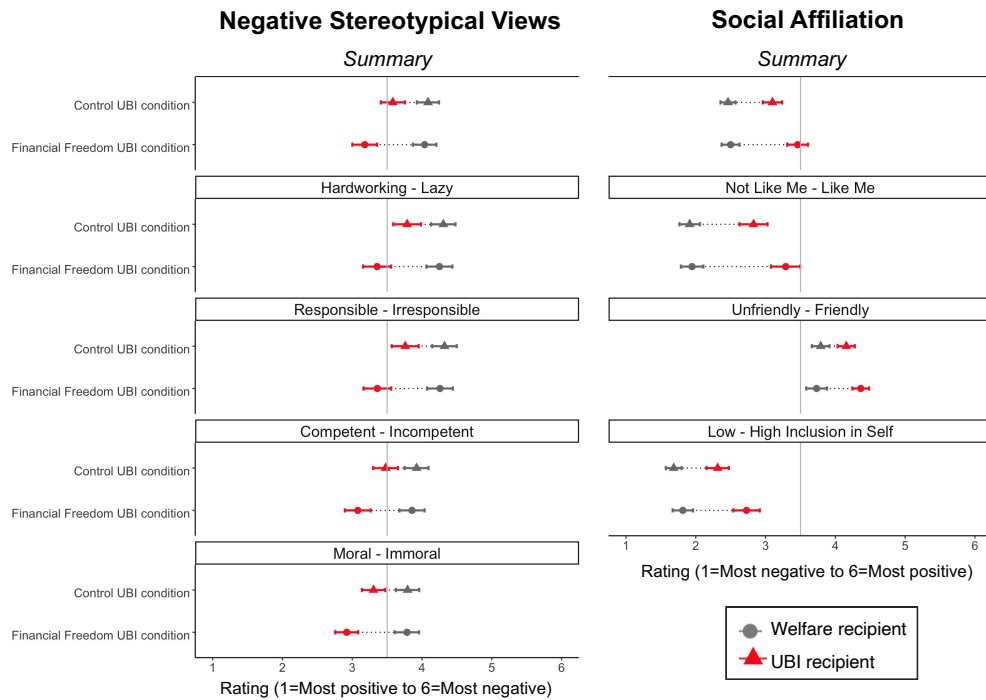 Negative Stereotypical Views
Summary
Control UBI condition
Financial Freedom UBI condition
Hardworking - Lazy
Control UBI condition
Financial Freedom UBI condition
Responsible - Irresponsible
Control UBI condition
Financial Freedom UBI condition
Competent - Incompetent
Control UBI condition
Financial Freedom UBI condition
Moral - Immoral
Control UBI condition
Financial Freedom UBI condition
1 2 3 4 5 6
Rating (1=Most positive to 6=Most negative)
Social Affiliation
Summary
Not Like Me - Like Me
Unfriendly - Friendly
Low - High Inclusion in Self
1 2 3 4 5 6
Rating (1=Most negative to 6=Most positive)
Welfare recipient
UBI recipient